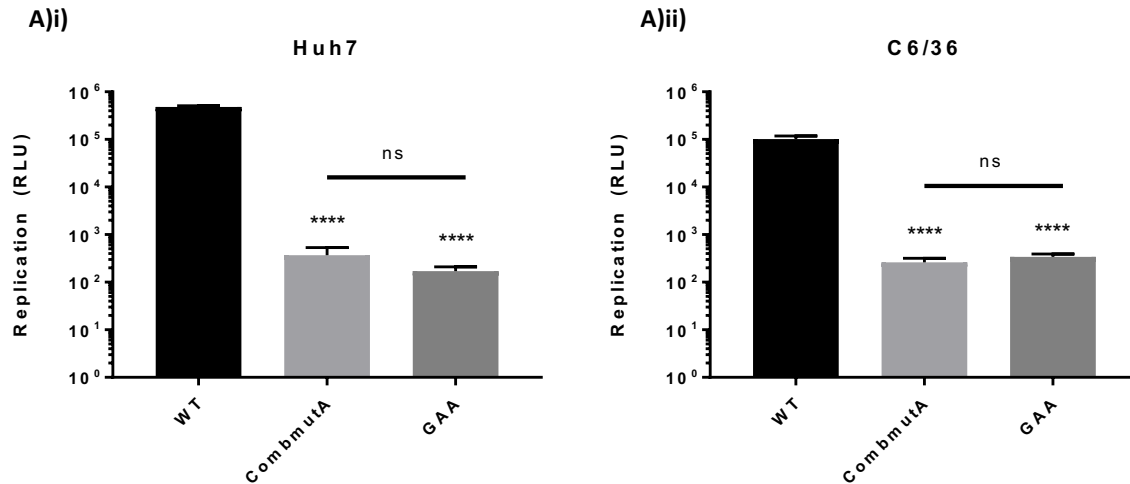 A)i)
Huh7
Replication (RLU)
10^6
10^5
10^4
10^3
10^2
10^1
10^0
ns
****
****
WT
CombmutA
GAA
A)ii)
C6/36
Replication (RLU)
10^6
10^5
10^4
10^3
10^2
10^1
10^0
ns
****
****
WT
CombmutA
GAA